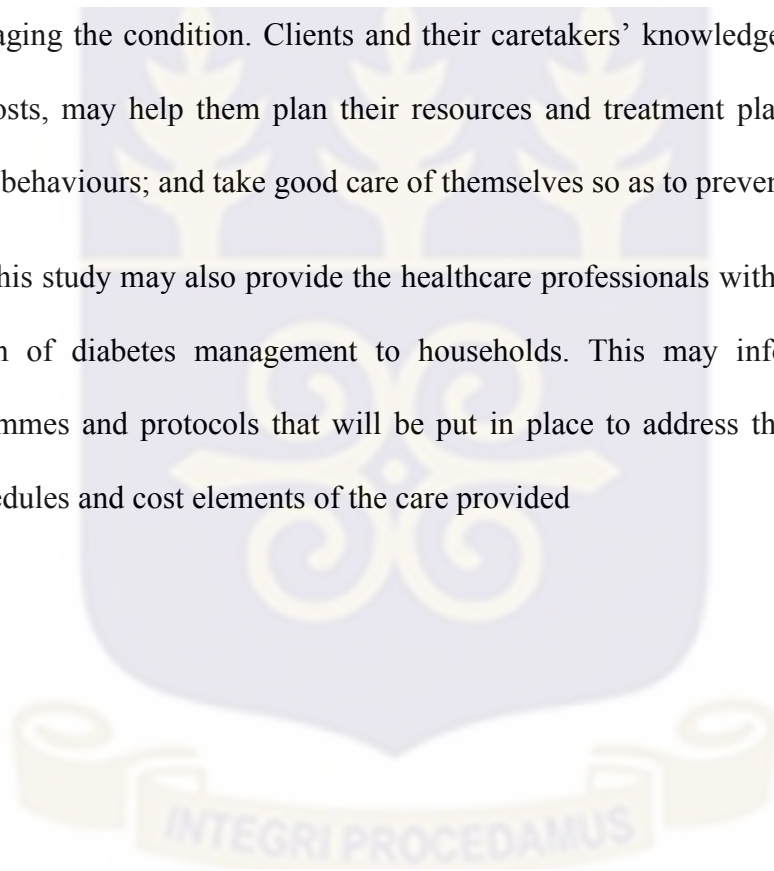 aging the condition. Clients and their caretakers’ knowledge
osts, may help them plan their resources and treatment pla
behaviours; and take good care of themselves so as to preven
his study may also provide the healthcare professionals with
n of diabetes management to households. This may info
mmes and protocols that will be put in place to address th
edules and cost elements of the care provided
INTEGRI PROCEDAMUS